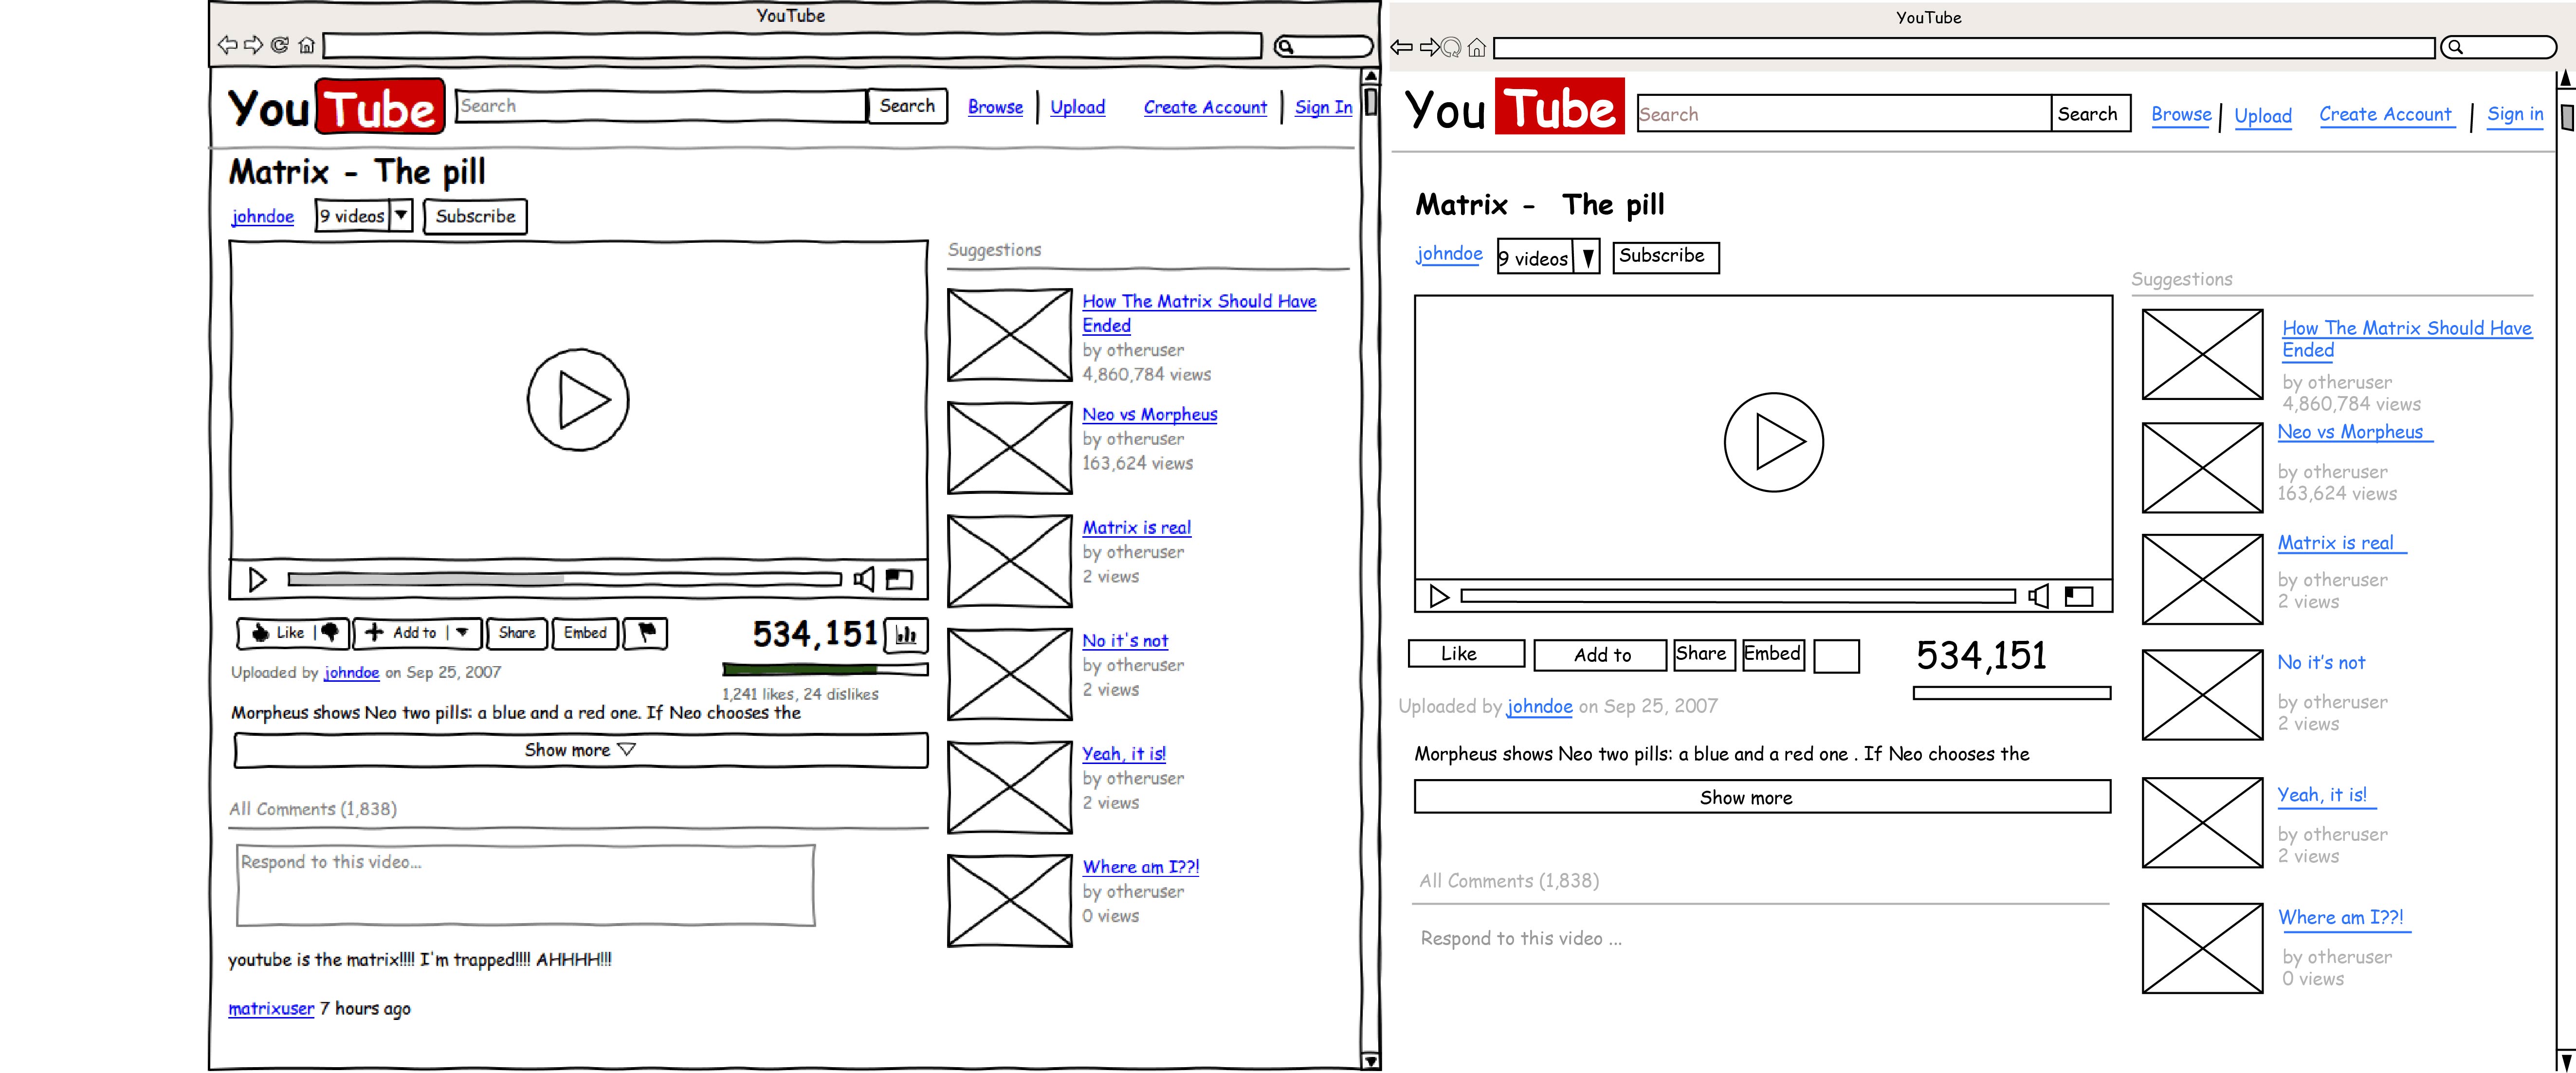 YouTube
You Tube
Search
Search
Browse
Upload
Create Account
Sign In
Matrix - The pill
johndoe
9 videos
Subscribe
Suggestions
How The Matrix Should Have
Ended
by otheruser
4,860,784 views
Neo vs Morpheus
by otheruser
163,624 views
Matrix is real
by otheruser
2 views
No it's not
by otheruser
2 views
Yeah, it is!
by otheruser
2 views
Where am I??!
by otheruser
0 views
Like
Add to
Share
Embed
534,151
Uploaded by johndoe on Sep 25, 2007
1,241 likes, 24 dislikes
Morpheus shows Neo two pills: a blue and a red one. If Neo chooses the
Show more
All Comments (1,838)
Respond to this video...
youtube is the matrix!!!! I'm trapped!!!! AHHHH!!!
matrixuser 7 hours ago
YouTube
You Tube
Search
Search
Browse
Upload
Create Account
Sign in
Matrix - The pill
johndoe
9 videos
Subscribe
Suggestions
How The Matrix Should Have
Ended
by otheruser
4,860,784 views
Neo vs Morpheus
by otheruser
163,624 views
Matrix is real
by otheruser
2 views
No it's not
by otheruser
2 views
Yeah, it is!
by otheruser
2 views
Where am I??!
by otheruser
0 views
Like
Add to
Share
Embed
534,151
Uploaded by johndoe on Sep 25, 2007
Morpheus shows Neo two pills: a blue and a red one . If Neo chooses the
Show more
All Comments (1,838)
Respond to this video ...